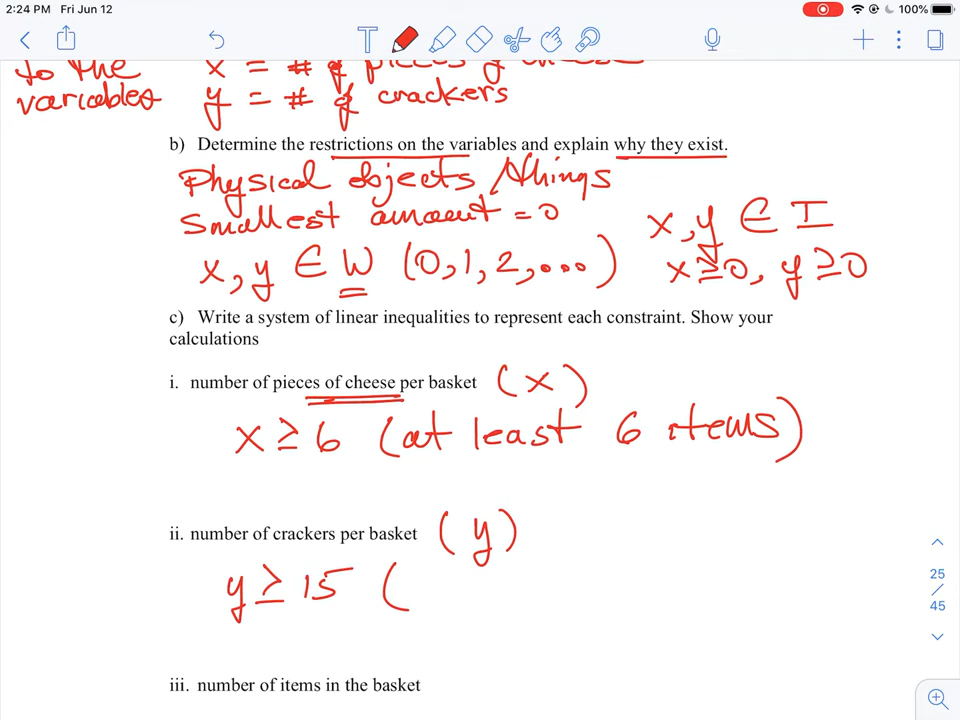 2:24 PM Fri Jun 12 100%
to the x = # of pieces of
variables y = # of crackers
b) Determine the restrictions on the variables and explain why they exist.
Physical objects/things
Smallest amount = 0
x, y ∈ I
x, y ∈ W (0, 1, 2, ...) x ≥ 0, y ≥ 0
c) Write a system of linear inequalities to represent each constraint. Show your
calculations
i. number of pieces of cheese per basket (x)
x ≥ 6 (at least 6 items)
ii. number of crackers per basket (y)
y ≥ 15 (
25
/
45
iii. number of items in the basket